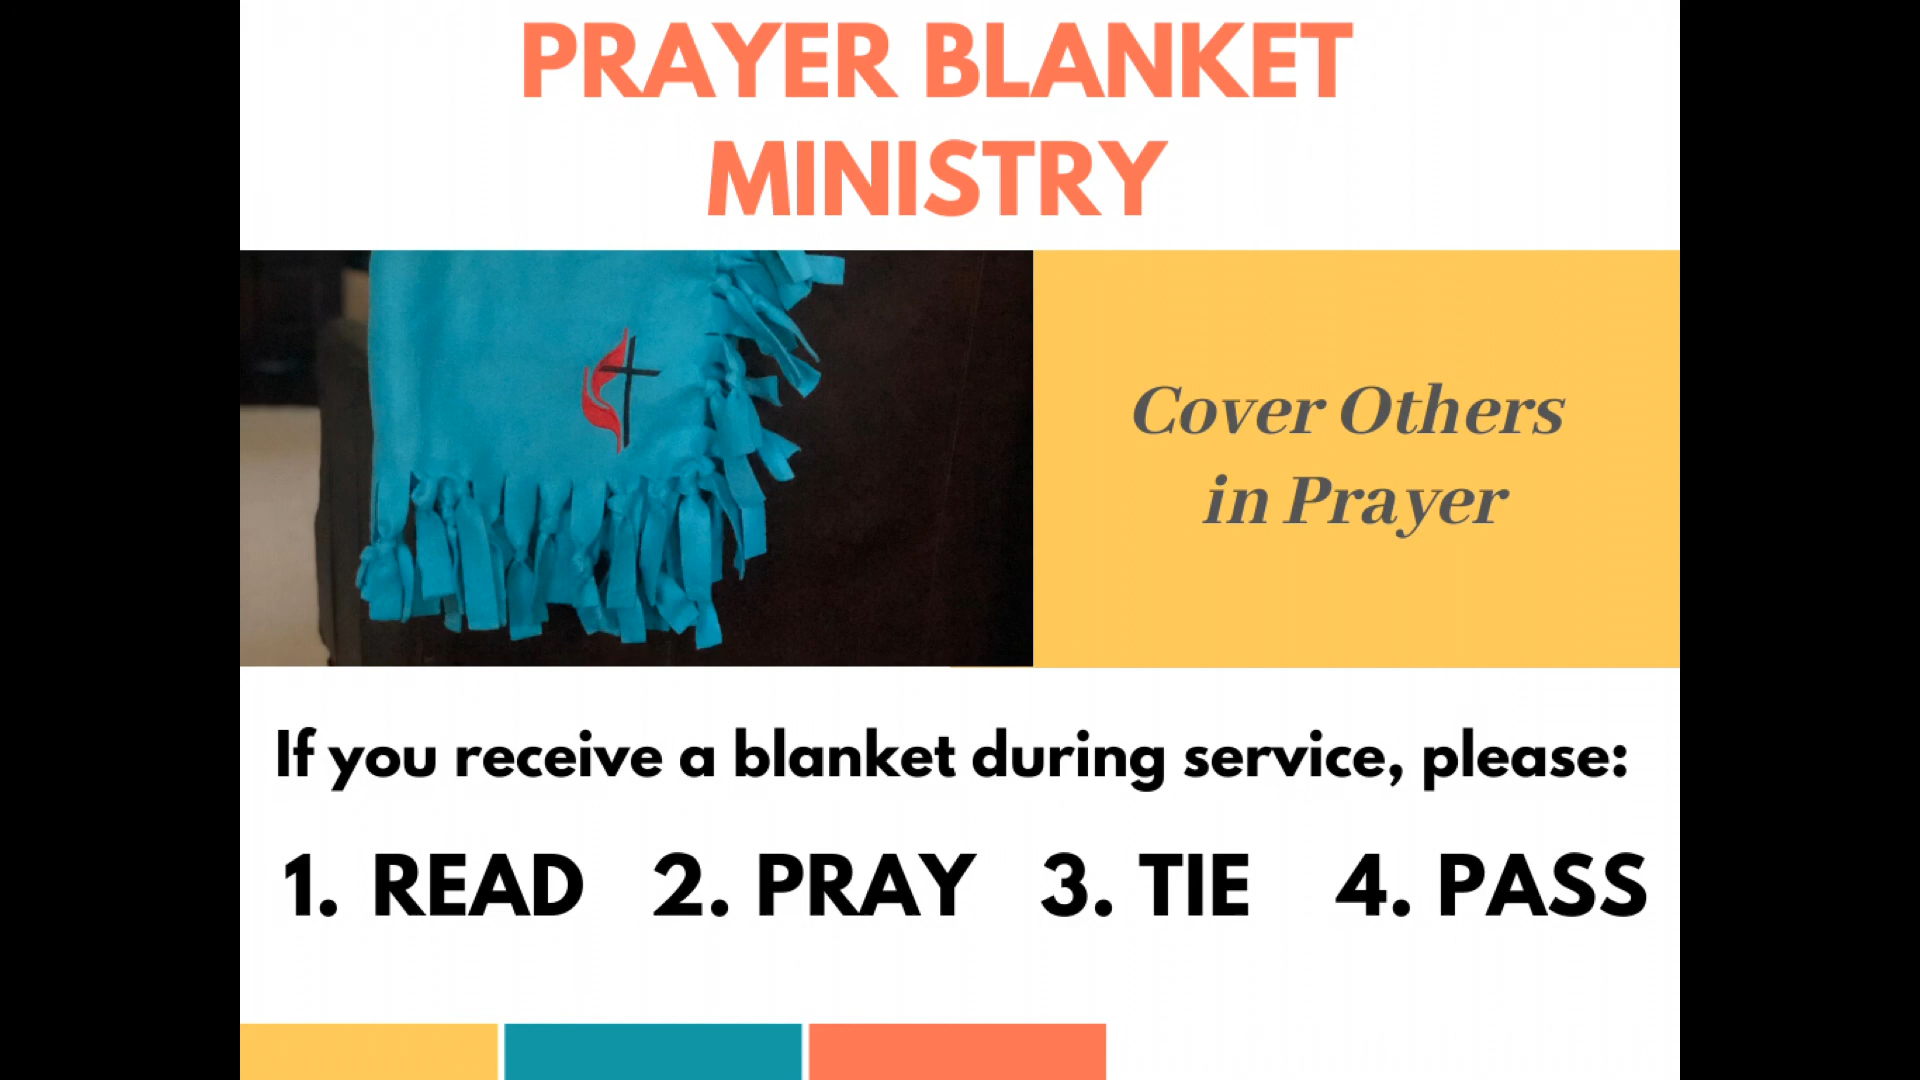 PRAYER BLANKET
MINISTRY
Cover Others
in Prayer
If you receive a blanket during service, please:
1. READ 2. PRAY 3. TIE 4. PASS